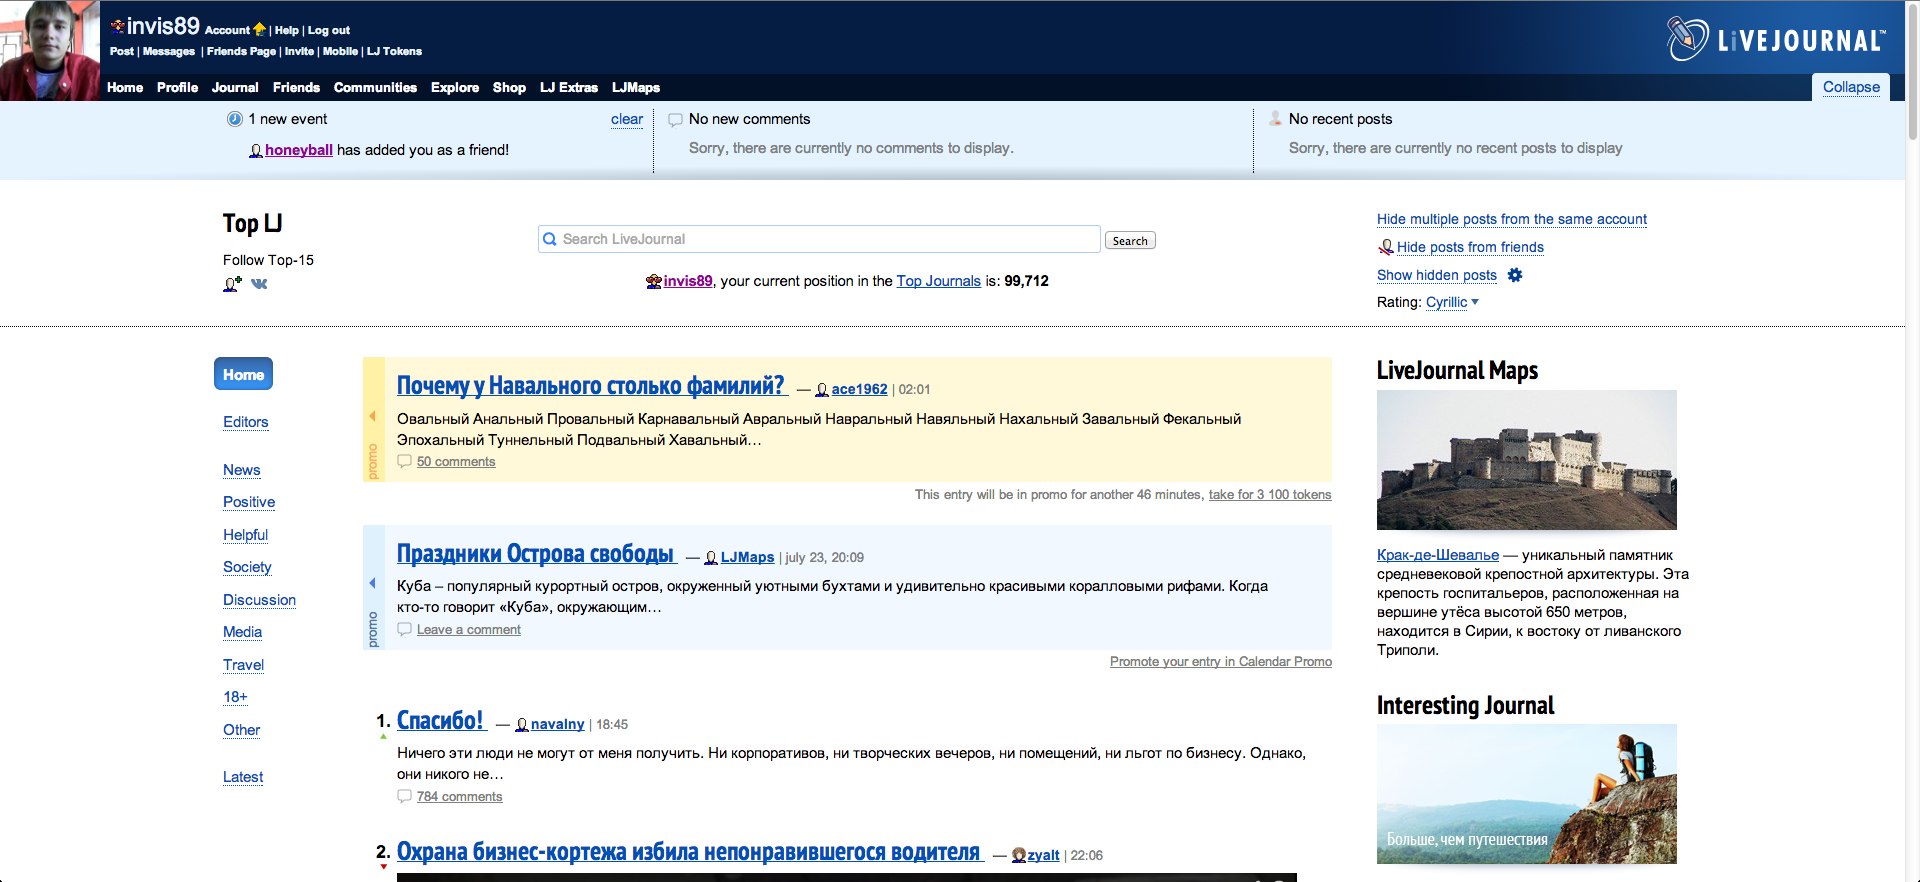 invis89 Account | Help | Log out
Post | Messages | Friends Page | Invite | Mobile | LJ Tokens
LiVEJOURNAL™
Home Profile Journal Friends Communities Explore Shop LJ Extras LJMaps
Collapse
1 new event clear
honeyball has added you as a friend!
No new comments
Sorry, there are currently no comments to display.
No recent posts
Sorry, there are currently no recent posts to display
Top LJ
Follow Top-15
Search LiveJournal Search
invis89, your current position in the Top Journals is: 99,712
Hide multiple posts from the same account
Hide posts from friends
Show hidden posts
Rating: Cyrillic
Home
Editors
News
Positive
Helpful
Society
Discussion
Media
Travel
18+
Other
Latest
promo
Почему у Навального столько фамилий? — ace1962 | 02:01
Овальный Анальный Провальный Карнавальный Авральный Навральный Навяльный Нахальный Завальный Фекальный
Эпохальный Туннельный Подвальный Хавальный…
50 comments
This entry will be in promo for another 46 minutes, take for 3 100 tokens
promo
Праздники Острова свободы — LJMaps | july 23, 20:09
Куба – популярный курортный остров, окруженный уютными бухтами и удивительно красивыми коралловыми рифами. Когда
кто-то говорит «Куба», окружающим…
Leave a comment
Promote your entry in Calendar Promo
1. Спасибо! — navalny | 18:45
Ничего эти люди не могут от меня получить. Ни корпоративов, ни творческих вечеров, ни помещений, ни льгот по бизнесу. Однако,
они никого не…
784 comments
2. Охрана бизнес-кортежа избила непонравившегося водителя — zyalt | 22:06
LiveJournal Maps
Крак-де-Шевалье — уникальный памятник
средневековой крепостной архитектуры. Эта
крепость госпитальеров, расположенная на
вершине утёса высотой 650 метров,
находится в Сирии, к востоку от ливанского
Триполи.
Interesting Journal
Больше, чем путешествия